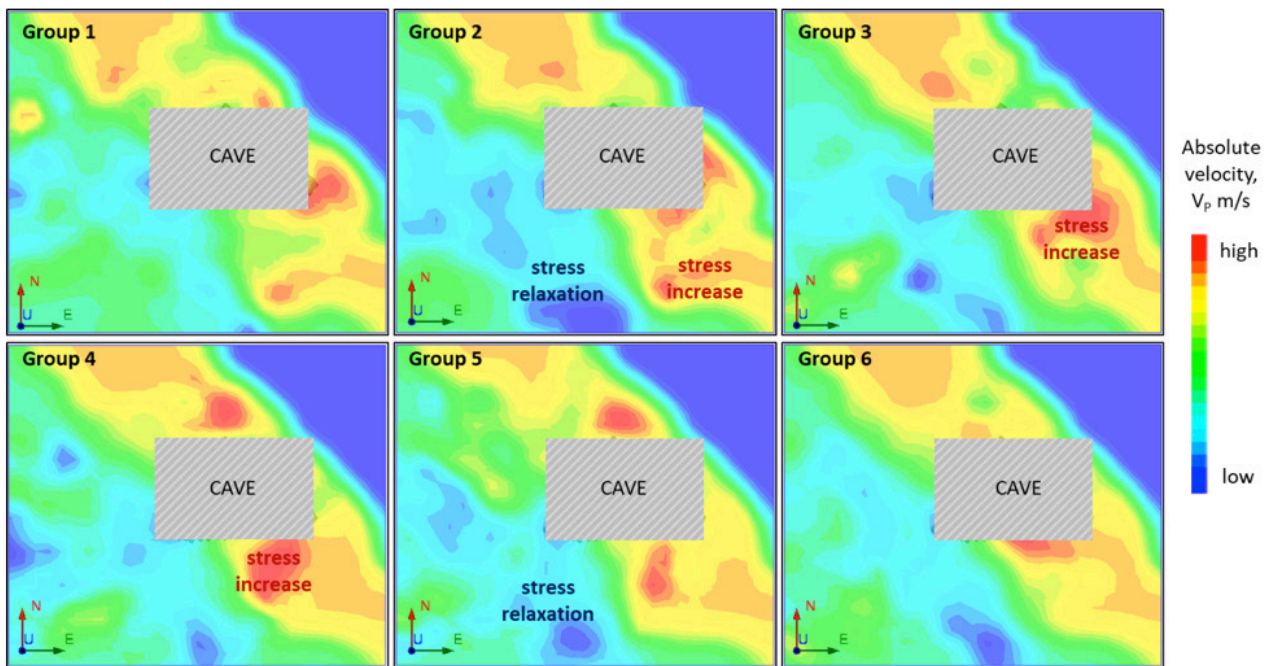 Group 1
CAVE
N
U
E
Group 2
CAVE
stress
relaxation
stress
increase
N
U
E
Group 3
CAVE
stress
increase
N
U
E
Group 4
CAVE
stress
increase
N
U
E
Group 5
CAVE
stress
relaxation
N
U
E
Group 6
CAVE
N
U
E
Absolute
velocity,
Vₚ m/s
high
low